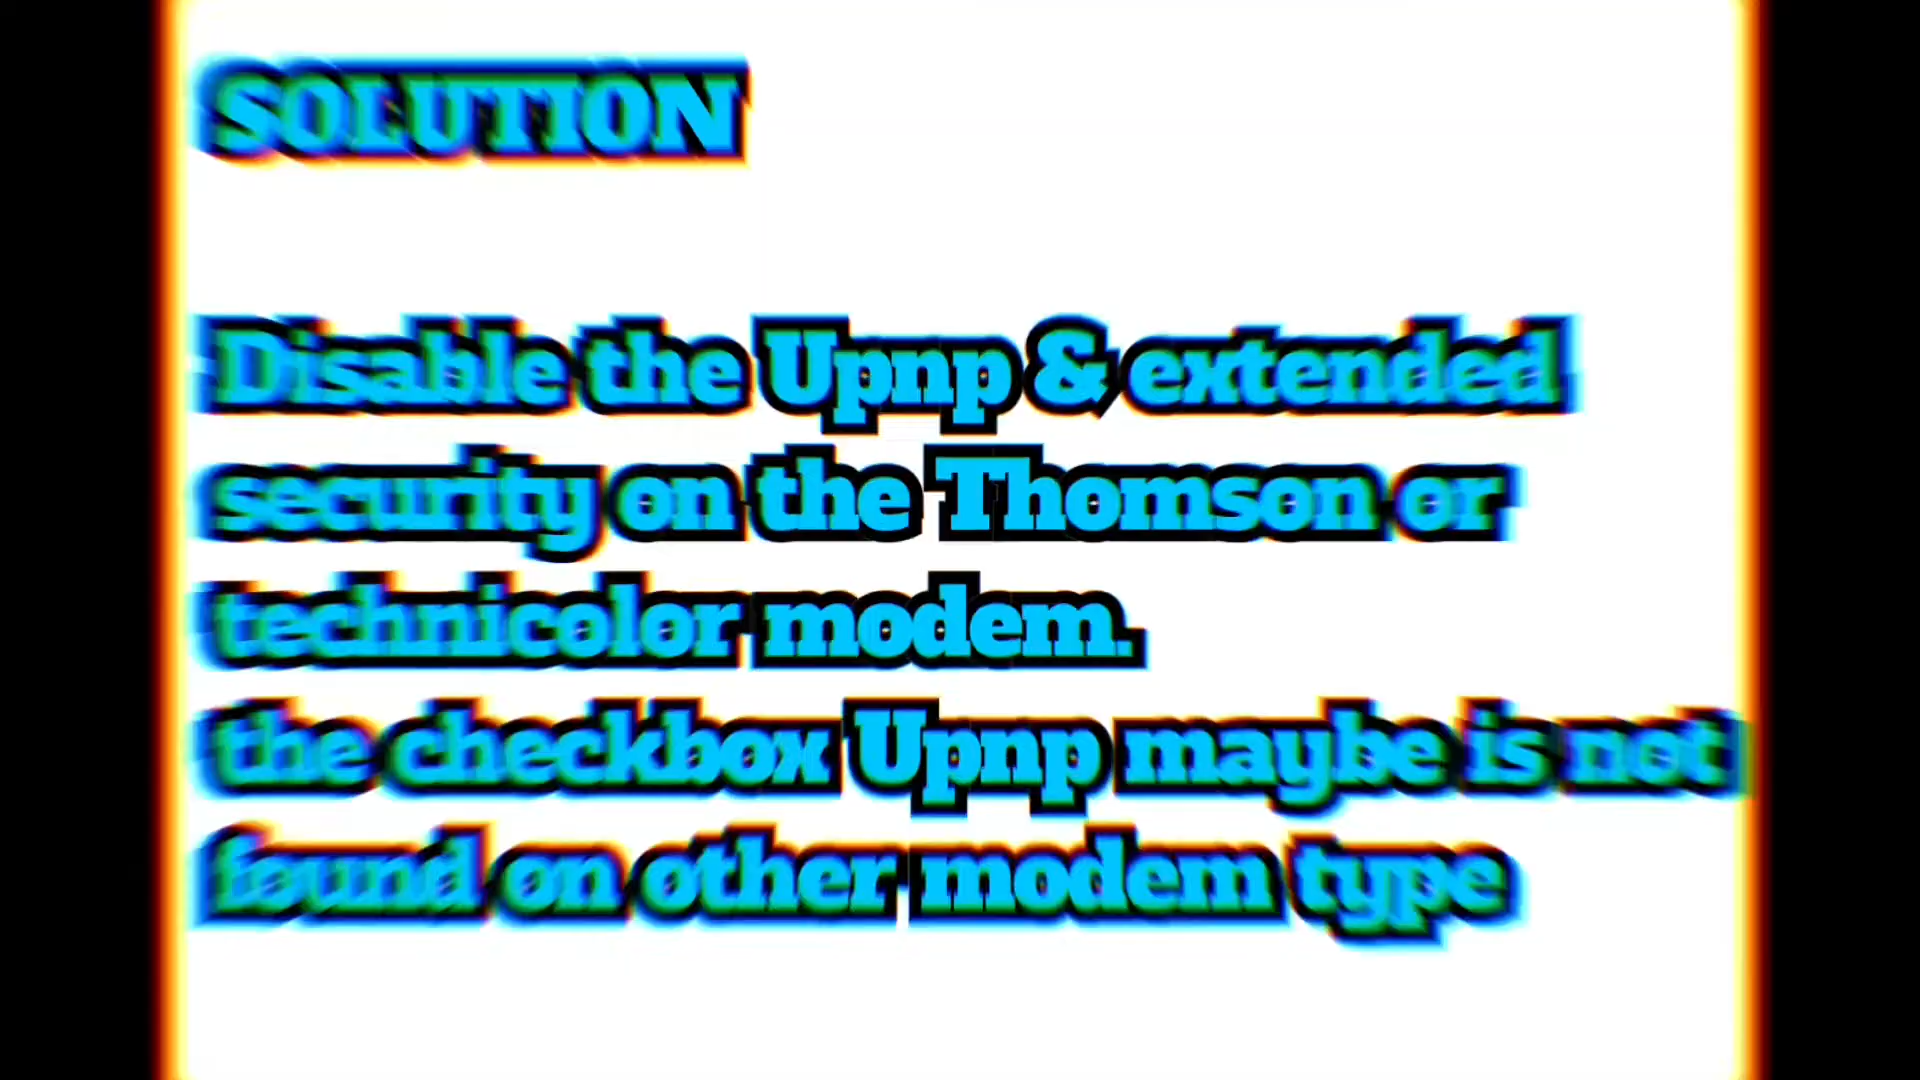 SOLUTION
Disable the Upnp & extended
security on the Thomson or
technicolor modem.
the checkbox Upnp maybe is not
found on other modem type